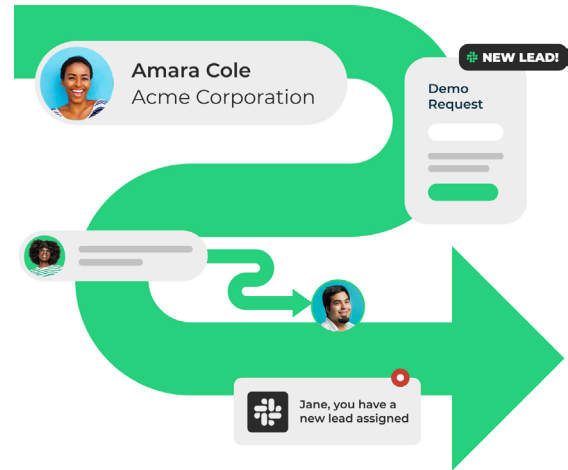 Amara Cole
Acme Corporation
NEW LEAD!
Demo
Request
Jane, you have a
new lead assigned